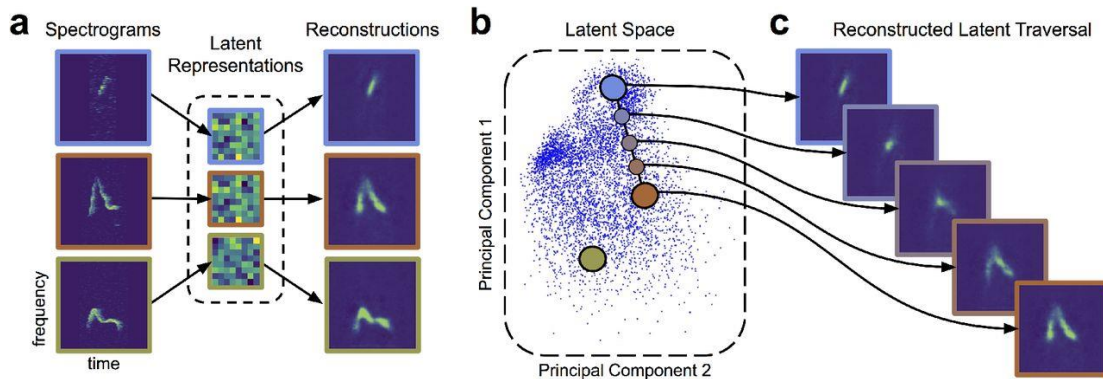 a
Spectrograms
Latent
Representations
Reconstructions
frequency
time
b
Latent Space
Principal Component 1
Principal Component 2
c
Reconstructed Latent Traversal